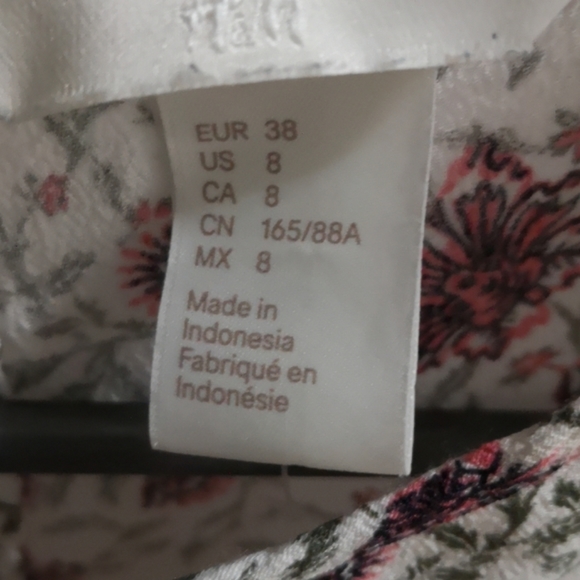 H&M
EUR 38
US 8
CA 8
CN 165/88A
MX 8
Made in
Indonesia
Fabriqué en
Indonésie